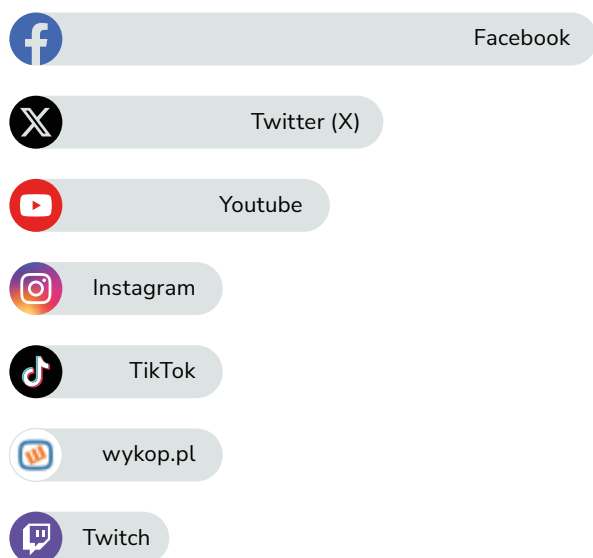 Facebook
Twitter (X)
Youtube
Instagram
TikTok
wykop.pl
Twitch